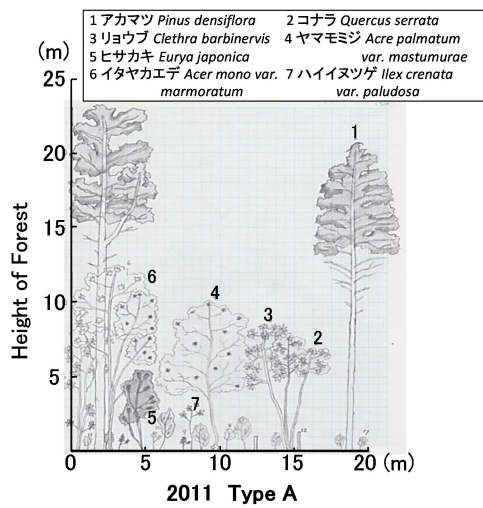 1 アカマツ Pinus densiflora 2 コナラ Quercus serrata
3 リョウブ Clethra barbinervis 4 ヤマモミジ Acre palmatum
var. mastumurae
5 ヒサカキ Eurya japonica
6 イタヤカエデ Acer mono var. marmoratum
7 ハイイヌツゲ Ilex crenata var. paludosa
(m)
25
20
15
10
5
Height of Forest
1
6
4
3
2
5
7
0 5 10 15 20 (m)
2011 Type A